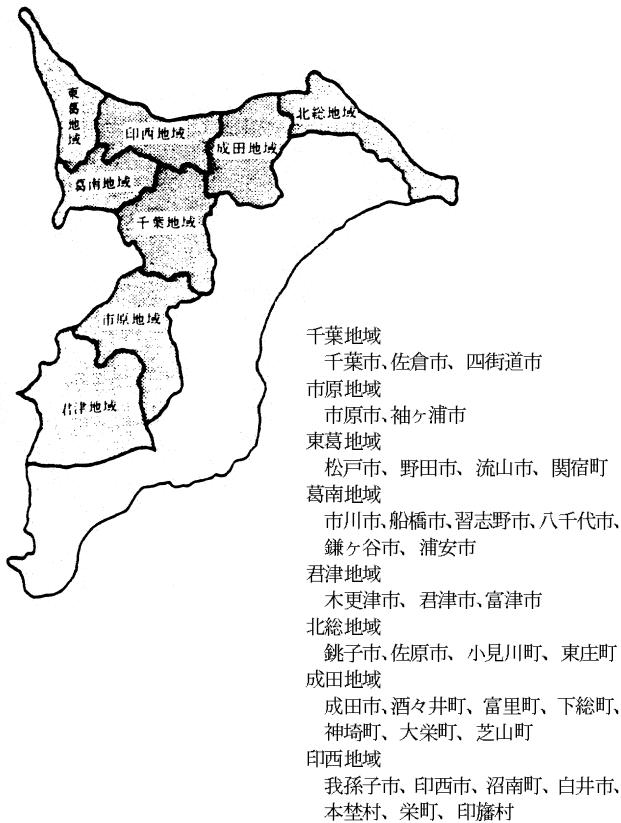 東葛地域
印西地域
成田地域
北総地域
葛南地域
千葉地域
市原地域
君津地域
千葉地域
千葉市、佐倉市、四街道市
市原地域
市原市、袖ヶ浦市
東葛地域
松戸市、野田市、流山市、関宿町
葛南地域
市川市、船橋市、習志野市、八千代市、
鎌ヶ谷市、浦安市
君津地域
木更津市、君津市、富津市
北総地域
銚子市、佐原市、小見川町、東庄町
成田地域
成田市、酒々井町、富里町、下総町、
神埼町、大栄町、芝山町
印西地域
我孫子市、印西市、沼南町、白井市、
本埜村、栄町、印旛村